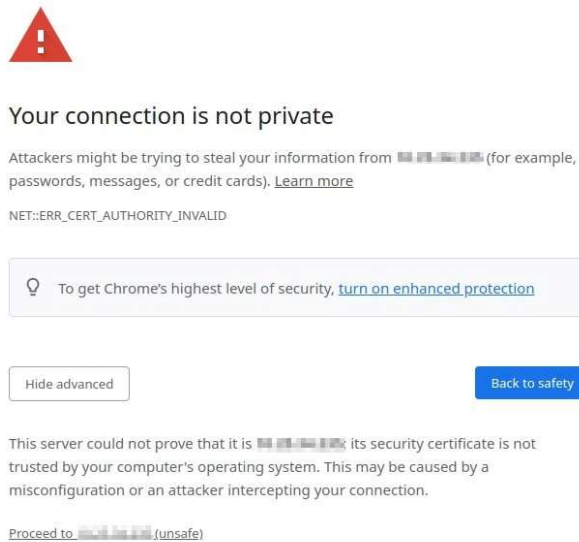 Your connection is not private
Attackers might be trying to steal your information from (for example,
passwords, messages, or credit cards). Learn more
NET::ERR_CERT_AUTHORITY_INVALID
To get Chrome's highest level of security, turn on enhanced protection
Hide advanced
Back to safety
This server could not prove that it is its security certificate is not
trusted by your computer's operating system. This may be caused by a
misconfiguration or an attacker intercepting your connection.
Proceed to (unsafe)